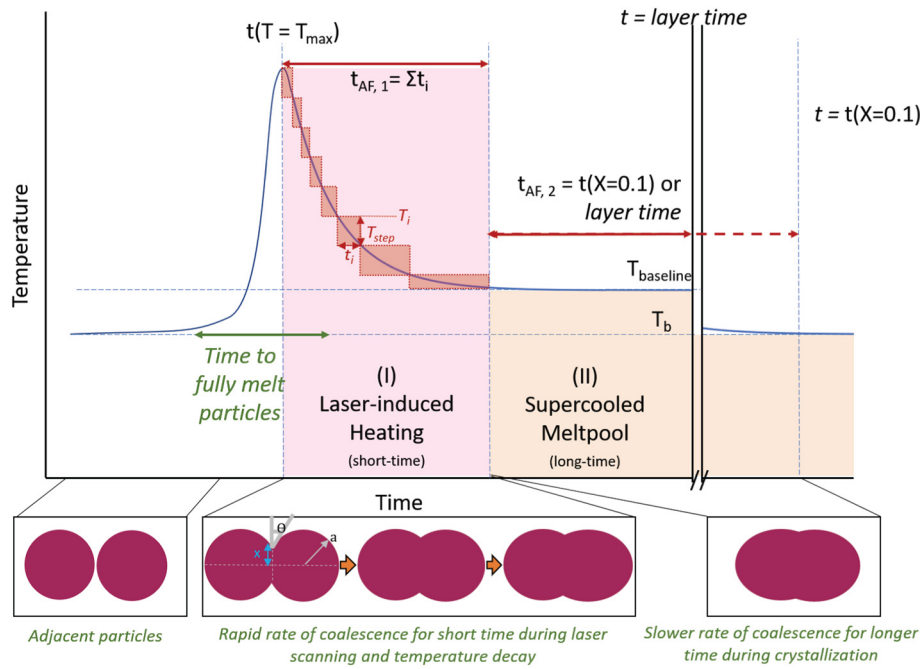 t(T = Tmax)
t = layer time
tAF, 1= Σti
t = t(X=0.1)
tAF, 2 = t(X=0.1) or
layer time
Temperature
Ti
Tstep
ti
Tbaseline
Tb
Time to
fully melt
particles
(I)
Laser-induced
Heating
(short-time)
(II)
Supercooled
Meltpool
(long-time)
Time
θ
x
a
Adjacent particles
Rapid rate of coalescence for short time during laser
scanning and temperature decay
Slower rate of coalescence for longer
time during crystallization